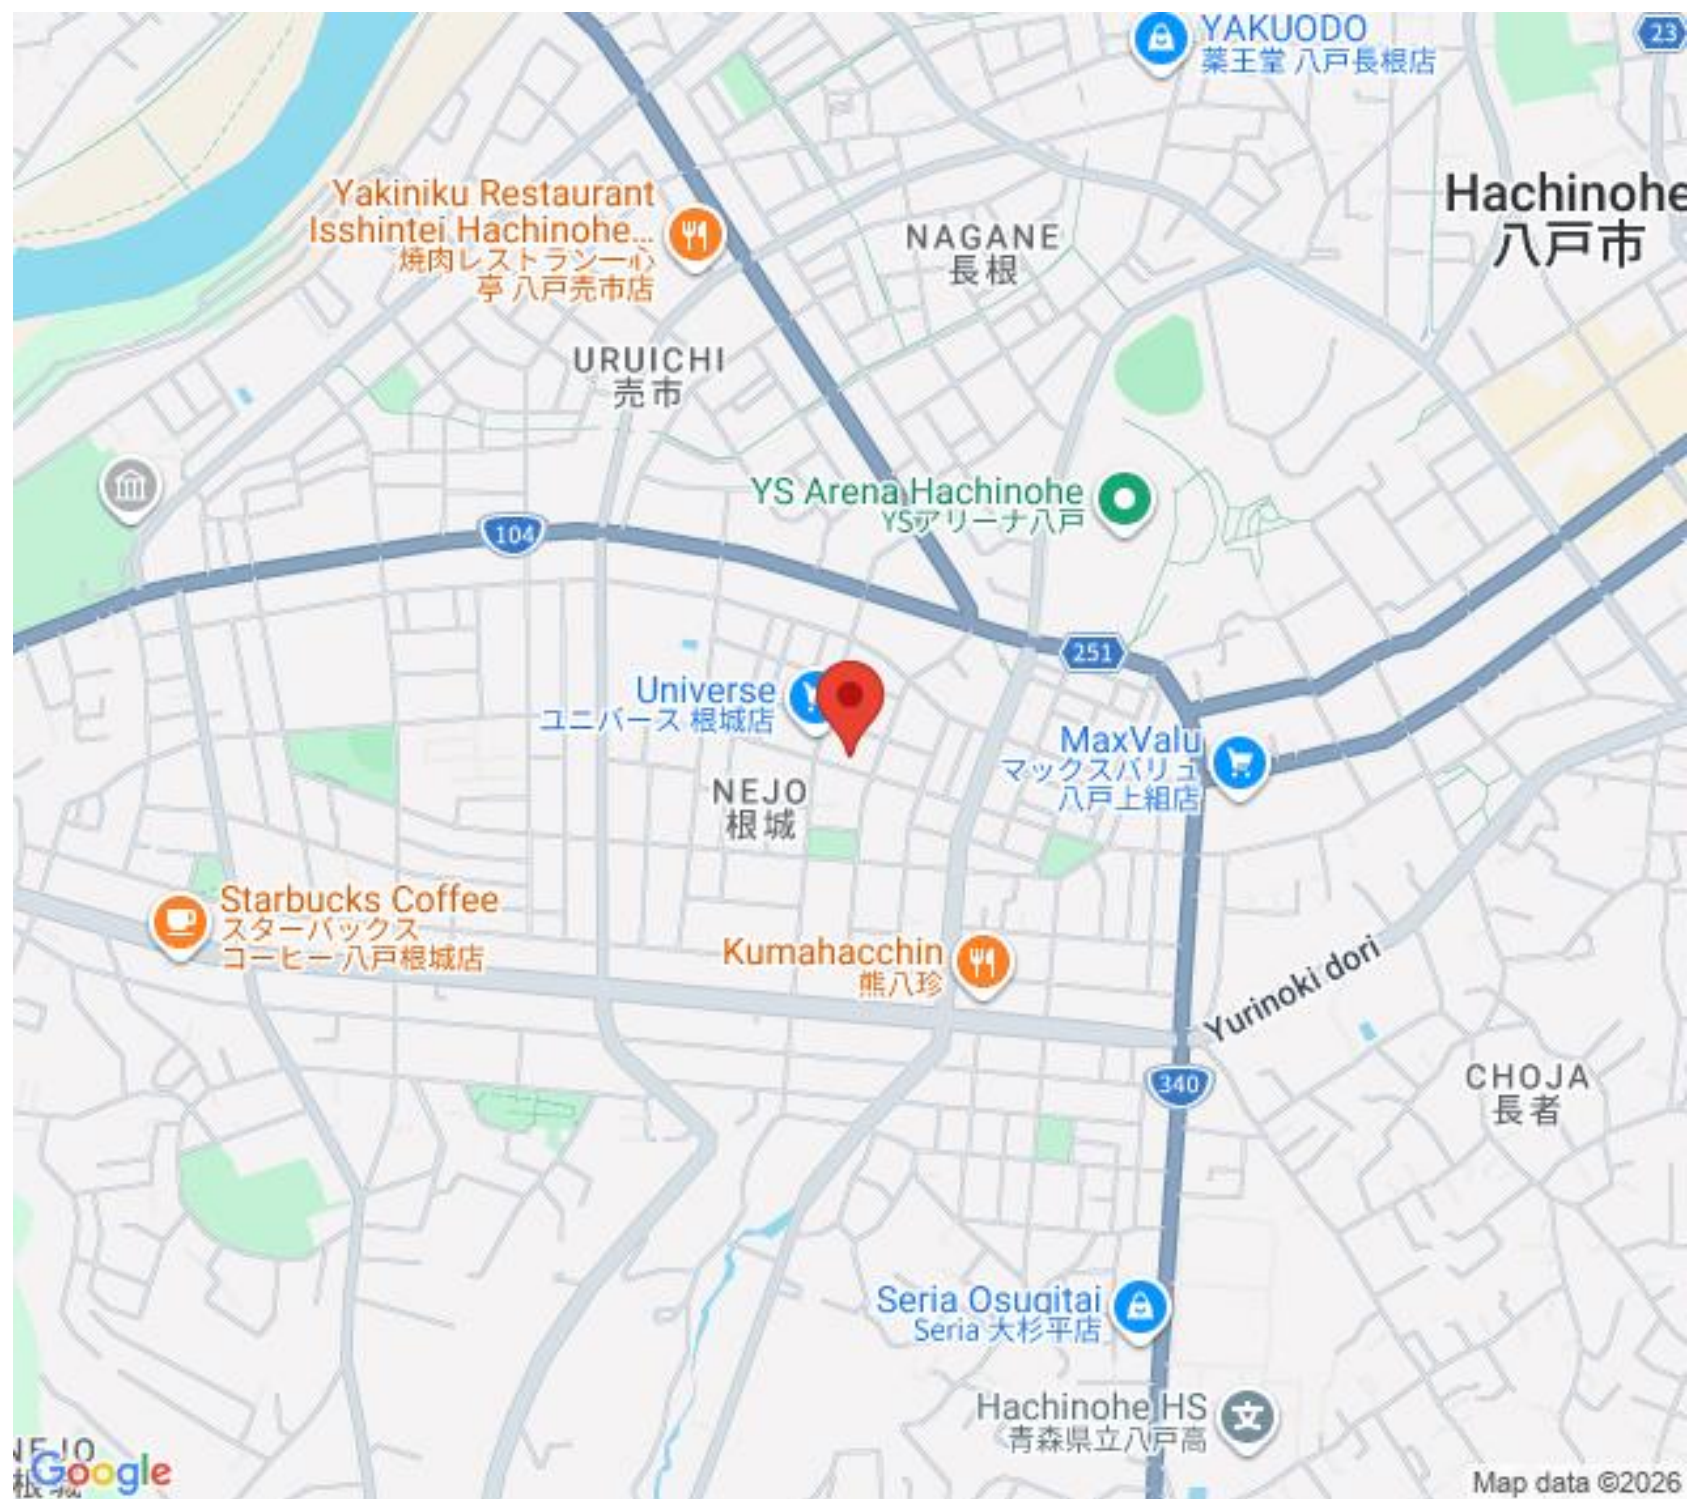 YAKUODO
薬王堂 八戸長根店
23
Yakiniku Restaurant
Isshintei Hachinohe...
焼肉レストラン一心
亭 八戸売市店
NAGANE
長根
Hachinohe
八戸市
URUICHI
売市
YS Arena Hachinohe
YSアリーナ八戸
104
251
Universe
ユニバース 根城店
MaxValu
マックスバリュ
八戸上組店
NEJO
根城
Starbucks Coffee
スターバックス
コーヒー 八戸根城店
Kumahacchin
熊八珍
Yurinoki dori
340
CHOJA
長者
Seria Osugitai
Seria 大杉平店
Hachinohe HS
青森県立八戸高
文
NEJO
根城
Google
Map data ©2026